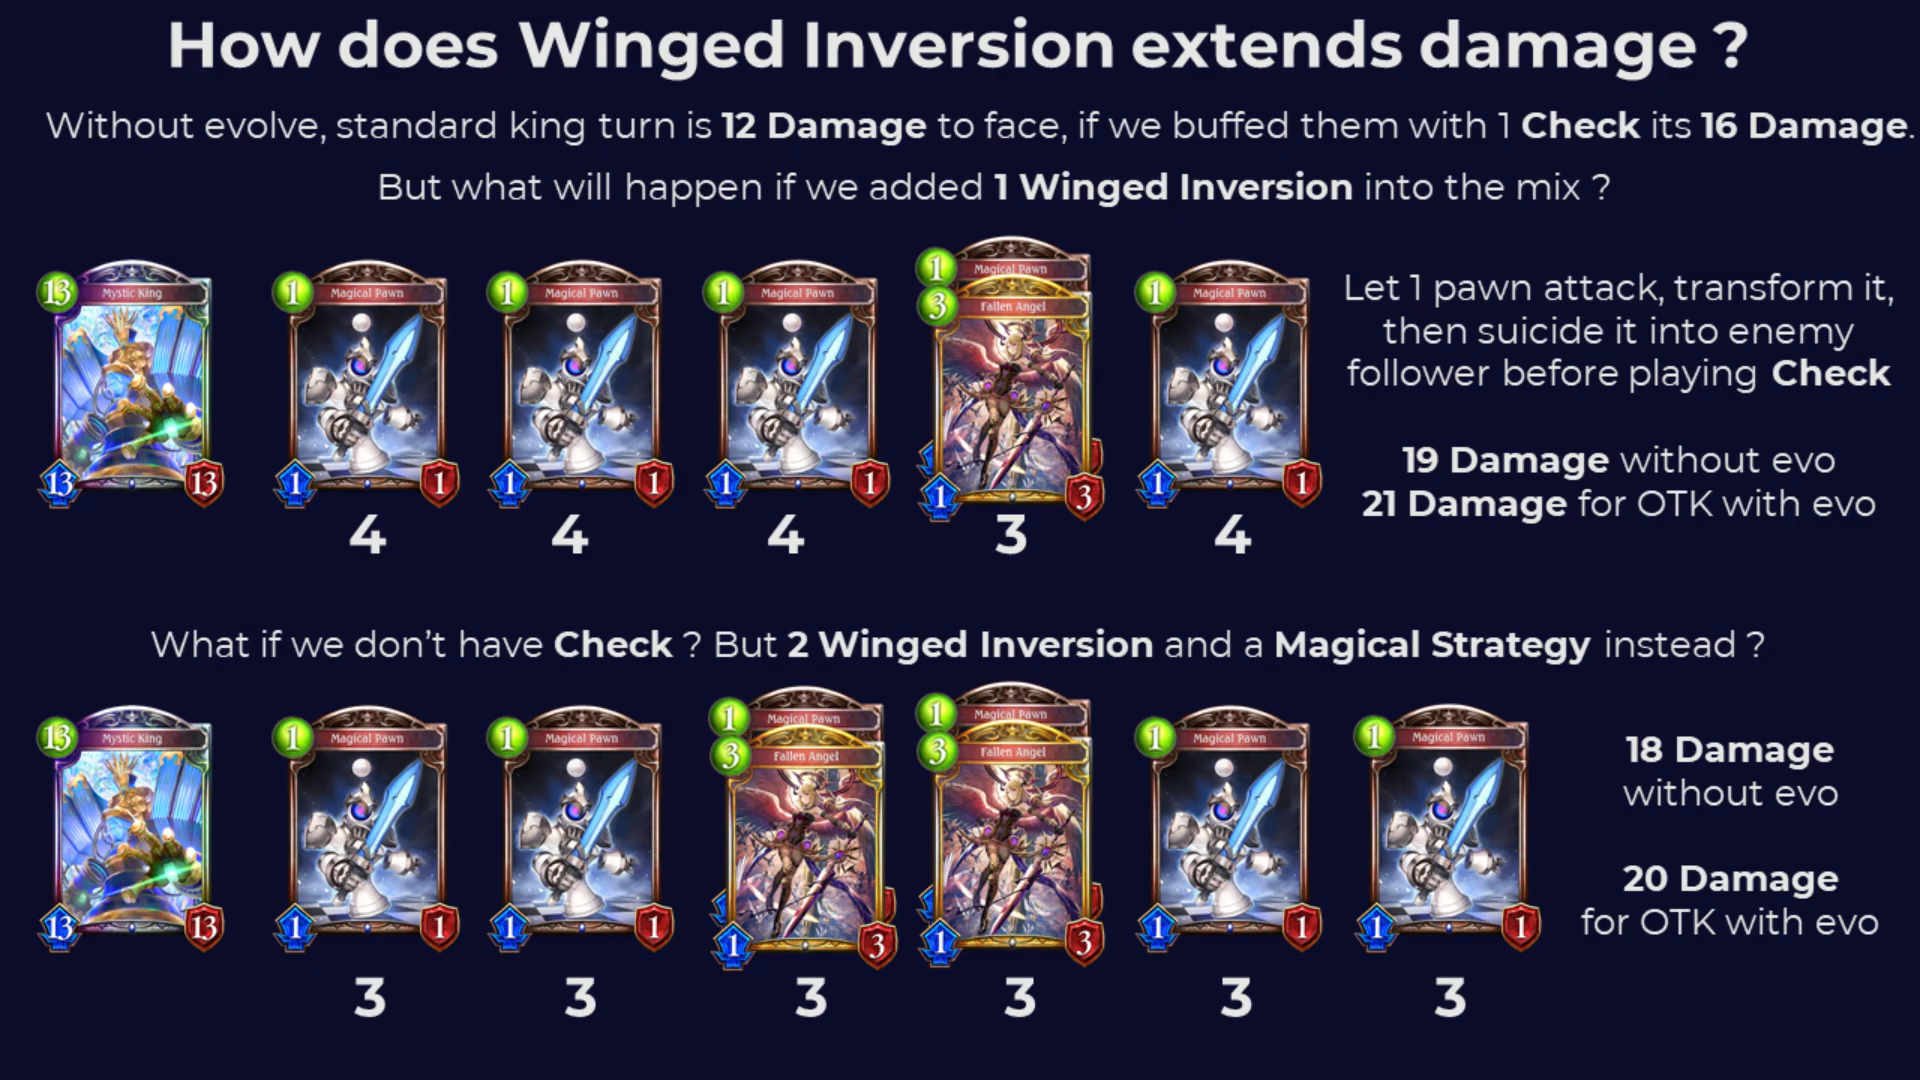 How does Winged Inversion extends damage ?
Without evolve, standard king turn is 12 Damage to face, if we buffed them with 1 Check its 16 Damage.
But what will happen if we added 1 Winged Inversion into the mix ?
13 Mystic King 13 13
1 Magical Pawn 1 1
1 Magical Pawn 1 1
1 Magical Pawn 1 1
1 Magical Pawn
3 Fallen Angel 1 3
1 Magical Pawn 1 1
4 4 4 3 4
Let 1 pawn attack, transform it,
then suicide it into enemy
follower before playing Check
19 Damage without evo
21 Damage for OTK with evo
What if we don't have Check ? But 2 Winged Inversion and a Magical Strategy instead ?
13 Mystic King 13 13
1 Magical Pawn 1 1
1 Magical Pawn 1 1
1 Magical Pawn
3 Fallen Angel 1 3
1 Magical Pawn
3 Fallen Angel 1 3
1 Magical Pawn 1 1
1 Magical Pawn 1 1
3 3 3 3 3 3
18 Damage
without evo
20 Damage
for OTK with evo